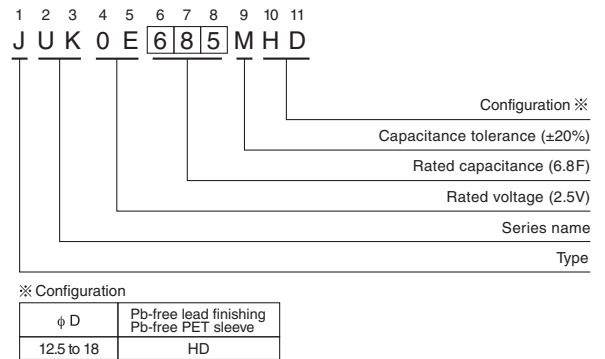 1 2 3 4 5 6 7 8 9 10 11
J U K 0 E 6 8 5 M H D
Configuration ※
Capacitance tolerance (±20%)
Rated capacitance (6.8F)
Rated voltage (2.5V)
Series name
Type
※ Configuration
ϕ D
Pb-free lead finishing
Pb-free PET sleeve
12.5 to 18
HD